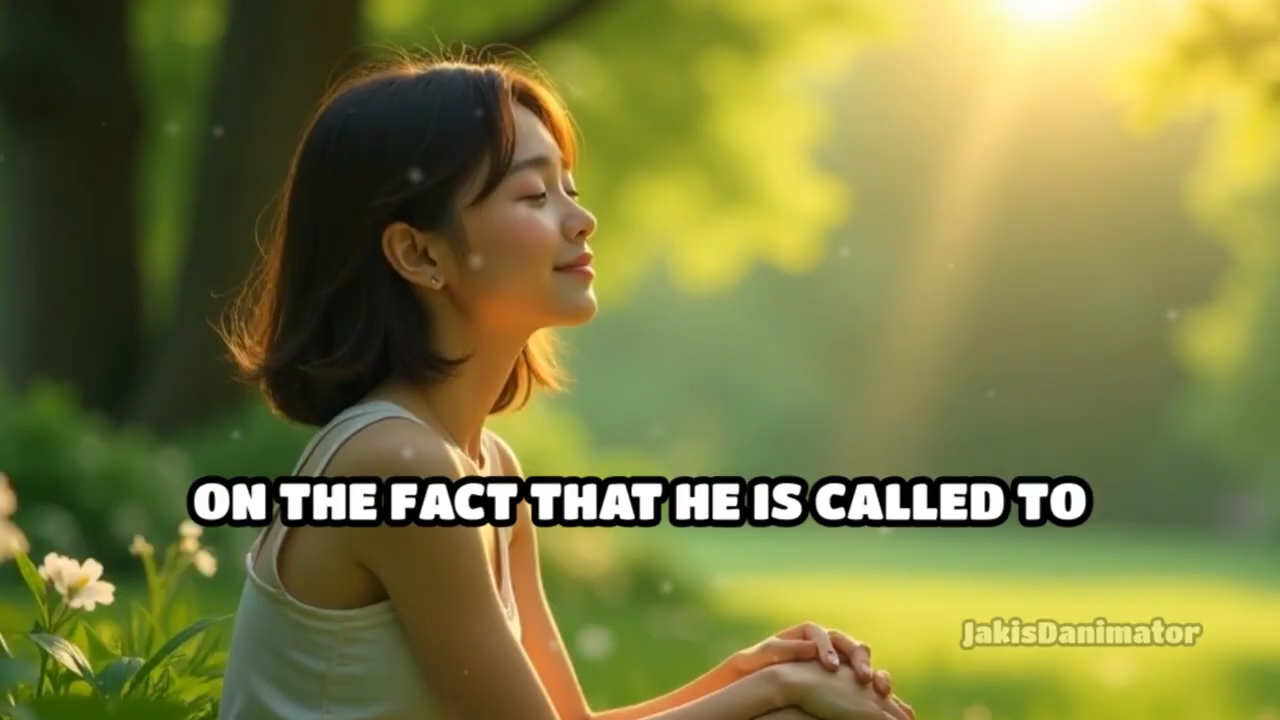 ON THE FACT THAT HE IS CALLED TO
JakisDanimator